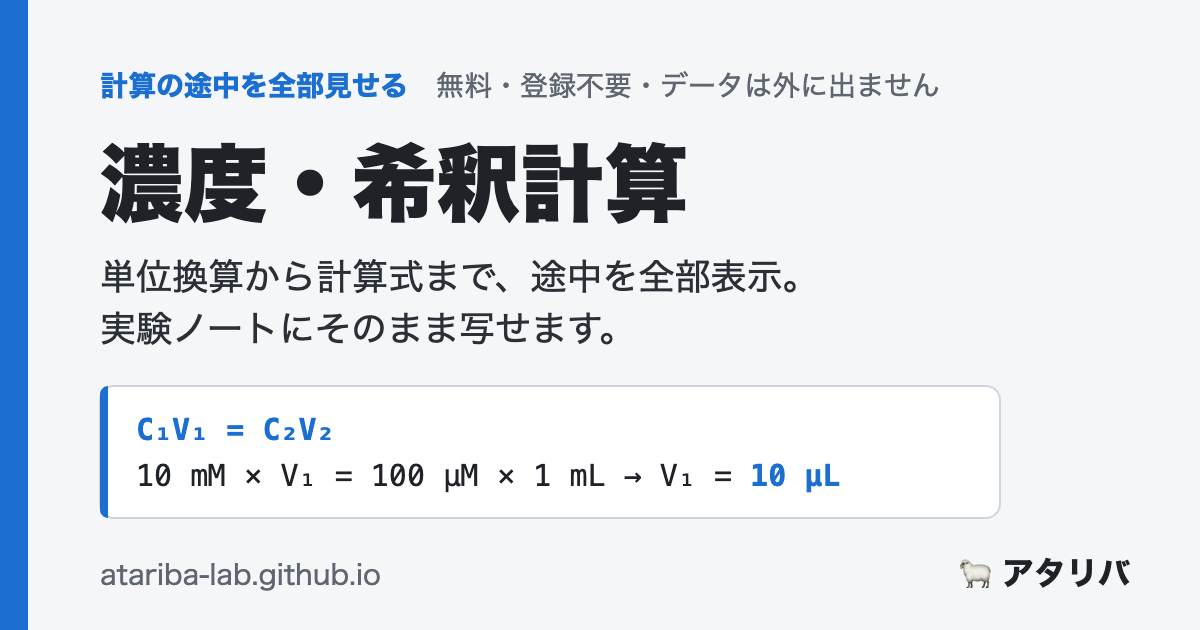 計算の途中を全部見せる　無料・登録不要・データは外に出ません
濃度・希釈計算
単位換算から計算式まで、途中を全部表示。
実験ノートにそのまま写せます。
C₁V₁ = C₂V₂
10 mM × V₁ = 100 µM × 1 mL → V₁ = 10 µL
atariba-lab.github.io
アタリバ